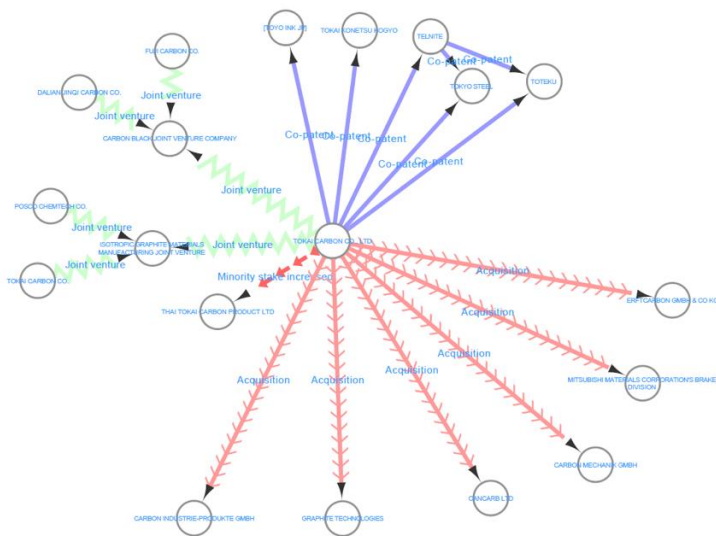 [TOYO INK JP]
TOKAI KONETSU KOGYO
TELNITE
FUJI CARBON CO.
Co-patent
Co-patent
DALIAN JINQI CARBON CO.
TOKYO STEEL
TOTEKU
Joint venture
Joint venture
CARBON BLACK JOINT VENTURE COMPANY
Co-patent
Co-patent
Co-patent
Co-patent
Co-patent
Joint venture
POSCO CHEMTECH CO.
Joint venture
ISOTROPIC GRAPHITE MATERIALS
MANUFACTURING JOINT VENTURE
Joint venture
TOKAI CARBON CO., LTD.
Joint venture
TOKAI CARBON CO.
Minority stake increased
Acquisition
ERFTCARBON GMBH & CO KG
THAI TOKAI CARBON PRODUCT LTD
Acquisition
Acquisition
Acquisition
Acquisition
MITSUBISHI MATERIALS CORPORATION'S BRAKE
DIVISION
CARBON MECHANIK GMBH
CANCARB LTD
CARBON INDUSTRIE-PRODUKTE GMBH
GRAPHITE TECHNOLOGIES